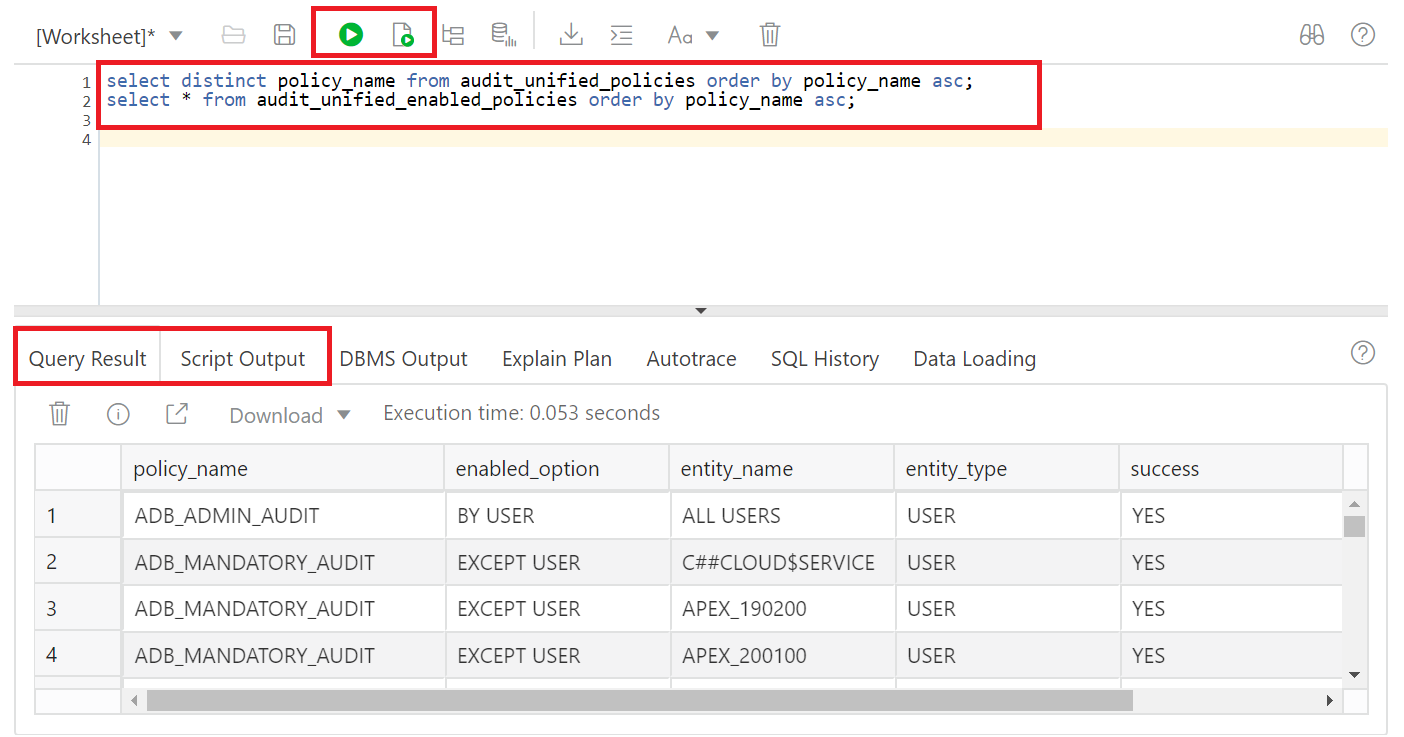 [Worksheet]* Aa
1 select distinct policy_name from audit_unified_policies order by policy_name asc;
2 select * from audit_unified_enabled_policies order by policy_name asc;
3
4
Query Result Script Output DBMS Output Explain Plan Autotrace SQL History Data Loading
Download Execution time: 0.053 seconds
policy_name enabled_option entity_name entity_type success
1 ADB_ADMIN_AUDIT BY USER ALL USERS USER YES
2 ADB_MANDATORY_AUDIT EXCEPT USER C##CLOUD$SERVICE USER YES
3 ADB_MANDATORY_AUDIT EXCEPT USER APEX_190200 USER YES
4 ADB_MANDATORY_AUDIT EXCEPT USER APEX_200100 USER YES